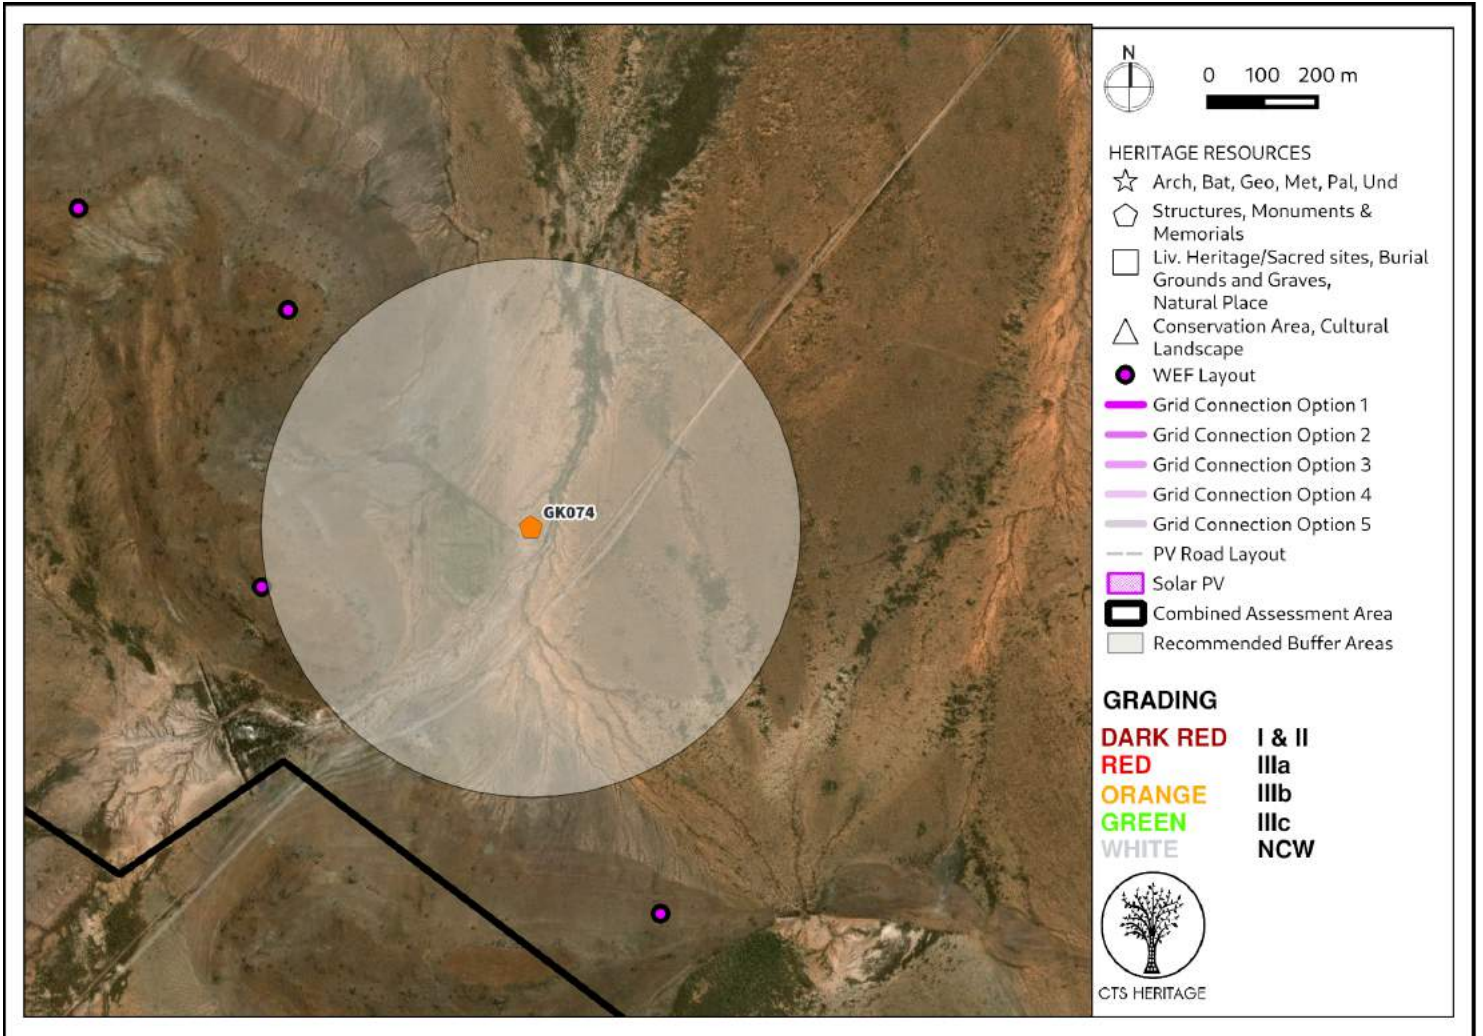 GK074
N
0 100 200 m
HERITAGE RESOURCES
Arch, Bat, Geo, Met, Pal, Und
Structures, Monuments &
Memorials
Liv. Heritage/Sacred sites, Burial
Grounds and Graves,
Natural Place
Conservation Area, Cultural
Landscape
WEF Layout
Grid Connection Option 1
Grid Connection Option 2
Grid Connection Option 3
Grid Connection Option 4
Grid Connection Option 5
PV Road Layout
Solar PV
Combined Assessment Area
Recommended Buffer Areas
GRADING
DARK RED I & II
RED IIIa
ORANGE IIIb
GREEN IIIc
WHITE NCW
CTS HERITAGE